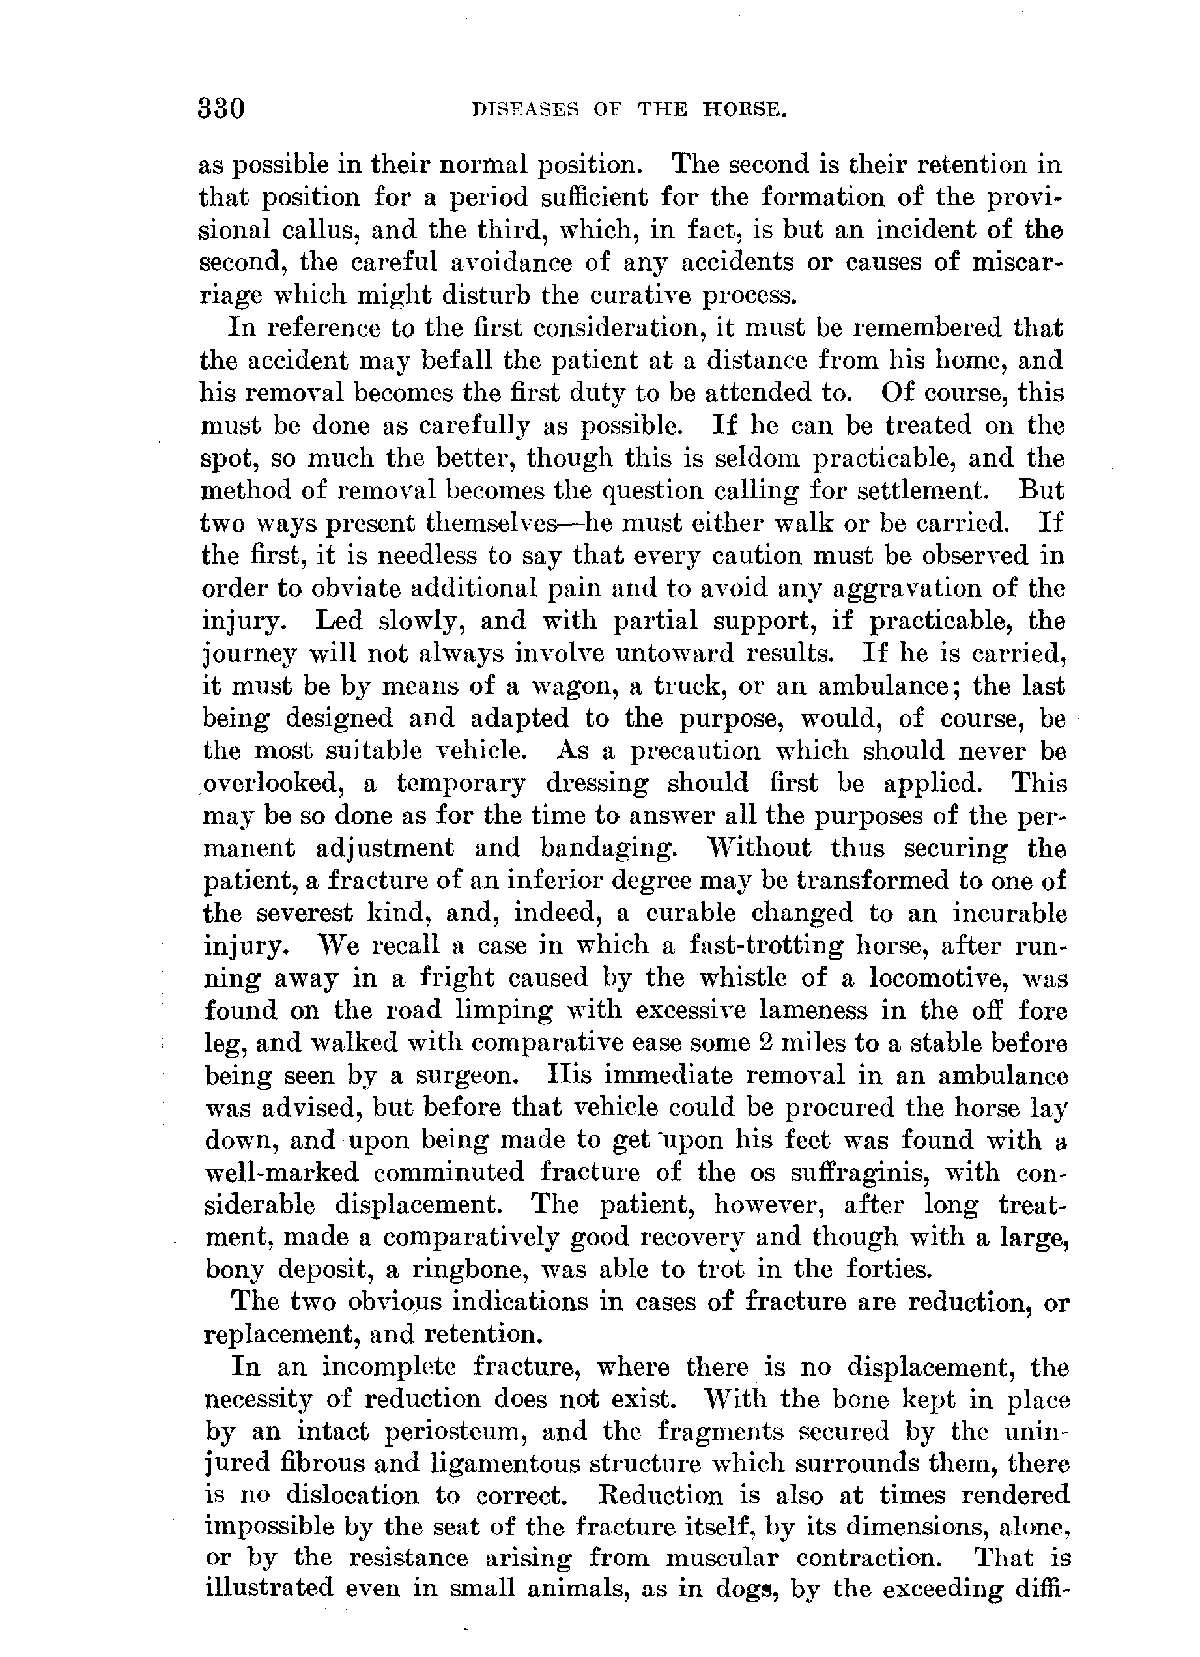 330 DISEASES OF THE HORSE.
as possible in their normal position. The second is their retention in
that position for a period sufficient for the formation of the provi-
sional callus, and the third, which, in fact, is but an incident of the
second, the careful avoidance of any accidents or causes of miscar-
riage which might disturb the curative process.
In reference to the first consideration, it must be remembered that
the accident may befall the patient at a distance from his home, and
his removal becomes the first duty to be attended to. Of course, this
must be done as carefully as possible. If he can be treated on the
spot, so much the better, though this is seldom practicable, and the
method of removal becomes the question calling for settlement. But
two ways present themselves—he must either walk or be carried. If
the first, it is needless to say that every caution must be observed in
order to obviate additional pain and to avoid any aggravation of the
injury. Led slowly, and with partial support, if practicable, the
journey will not always involve untoward results. If he is carried,
it must be by means of a wagon, a truck, or an ambulance; the last
being designed and adapted to the purpose, would, of course, be
the most suitable vehicle. As a precaution which should never be
overlooked, a temporary dressing should first be applied. This
may be so done as for the time to answer all the purposes of the per-
manent adjustment and bandaging. Without thus securing the
patient, a fracture of an inferior degree may be transformed to one of
the severest kind, and, indeed, a curable changed to an incurable
injury. We recall a case in which a fast-trotting horse, after run-
ning away in a fright caused by the whistle of a locomotive, was
found on the road limping with excessive lameness in the off fore
leg, and walked with comparative ease some 2 miles to a stable before
being seen by a surgeon. His immediate removal in an ambulance
was advised, but before that vehicle could be procured the horse lay
down, and upon being made to get upon his feet was found with a
well-marked comminuted fracture of the os suffraginis, with con-
siderable displacement. The patient, however, after long treat-
ment, made a comparatively good recovery and though with a large,
bony deposit, a ringbone, was able to trot in the forties.
The two obvious indications in cases of fracture are reduction, or
replacement, and retention.
In an incomplete fracture, where there is no displacement, the
necessity of reduction does not exist. With the bone kept in place
by an intact periosteum, and the fragments secured by the unin-
jured fibrous and ligamentous structure which surrounds them, there
is no dislocation to correct. Reduction is also at times rendered
impossible by the seat of the fracture itself, by its dimensions, alone,
or by the resistance arising from muscular contraction. That is
illustrated even in small animals, as in dogs, by the exceeding diffi-